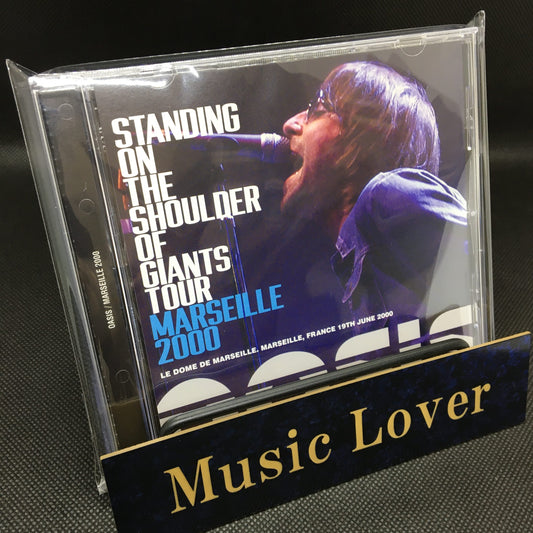 STANDING
ON
THE
SHOULDER
OF
GIANTS
TOUR
MARSEILLE
2000
LE DOME DE MARSEILLE, MARSEILLE, FRANCE 19TH JUNE 2000
OASIS
OASIS / MARSEILLE 2000
Music Lover